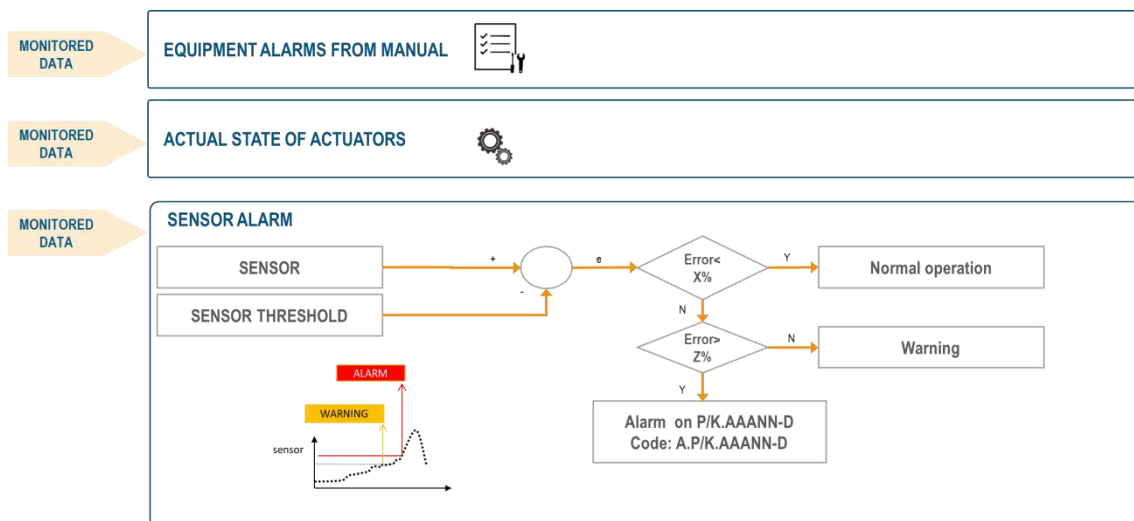 MONITORED
DATA
EQUIPMENT ALARMS FROM MANUAL
MONITORED
DATA
ACTUAL STATE OF ACTUATORS
MONITORED
DATA
SENSOR ALARM
SENSOR
+
e
Error<
X%
Y
Normal operation
-
SENSOR THRESHOLD
N
Error>
Z%
N
Warning
Y
ALARM
WARNING
sensor
Alarm on P/K.AAANN-D
Code: A.P/K.AAANN-D